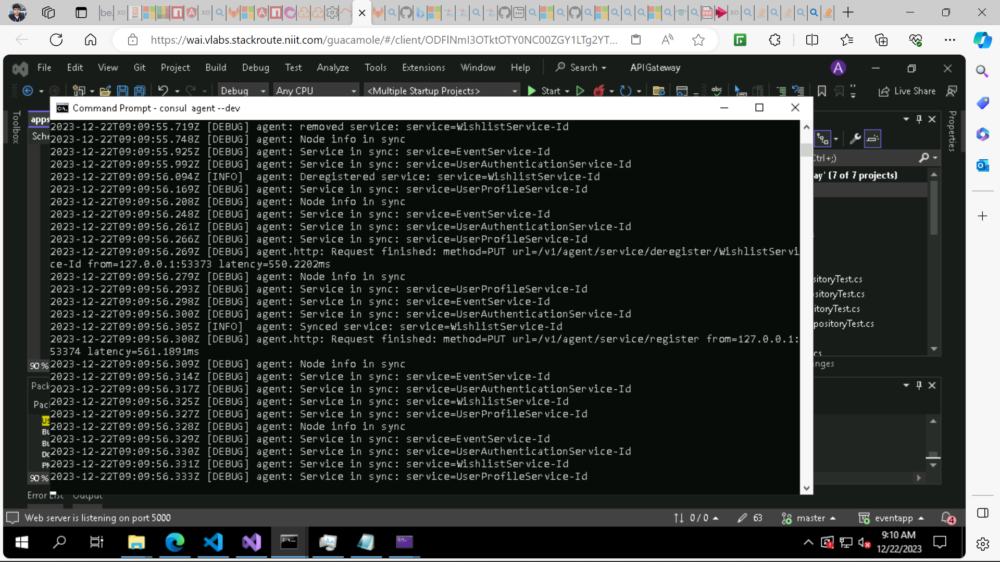 be.
xo
xo
PDF
xo
https://wai.vlabs.stackroute.niit.com/guacamole/#/client/ODFlNmI3OTktOTY0NC00ZGY1LTg2YT...
File Edit View Git Project Build Debug Test Analyze Tools Extensions Window Help Search APIGateway A
Debug Any CPU <Multiple Startup Projects> Start abc Live Share
Toolbox
apps
Sche
Command Prompt - consul  agent --dev
2023-12-22T09:09:55.719Z [DEBUG] agent: removed service: service=WishlistService-Id
2023-12-22T09:09:55.748Z [DEBUG] agent: Node info in sync
2023-12-22T09:09:55.925Z [DEBUG] agent: Service in sync: service=EventService-Id
2023-12-22T09:09:55.992Z [DEBUG] agent: Service in sync: service=UserAuthenticationService-Id
2023-12-22T09:09:56.094Z [INFO]  agent: Deregistered service: service=WishlistService-Id
2023-12-22T09:09:56.169Z [DEBUG] agent: Service in sync: service=UserProfileService-Id
2023-12-22T09:09:56.208Z [DEBUG] agent: Node info in sync
2023-12-22T09:09:56.248Z [DEBUG] agent: Service in sync: service=EventService-Id
2023-12-22T09:09:56.261Z [DEBUG] agent: Service in sync: service=UserAuthenticationService-Id
2023-12-22T09:09:56.266Z [DEBUG] agent: Service in sync: service=UserProfileService-Id
2023-12-22T09:09:56.269Z [DEBUG] agent.http: Request finished: method=PUT url=/v1/agent/service/deregister/WishlistServi
ce-Id from=127.0.0.1:53373 latency=550.2202ms
2023-12-22T09:09:56.279Z [DEBUG] agent: Node info in sync
2023-12-22T09:09:56.293Z [DEBUG] agent: Service in sync: service=UserProfileService-Id
2023-12-22T09:09:56.298Z [DEBUG] agent: Service in sync: service=EventService-Id
2023-12-22T09:09:56.300Z [DEBUG] agent: Service in sync: service=UserAuthenticationService-Id
2023-12-22T09:09:56.305Z [INFO]  agent: Synced service: service=WishlistService-Id
2023-12-22T09:09:56.308Z [DEBUG] agent.http: Request finished: method=PUT url=/v1/agent/service/register from=127.0.0.1:
53374 latency=561.1891ms
2023-12-22T09:09:56.309Z [DEBUG] agent: Node info in sync
2023-12-22T09:09:56.314Z [DEBUG] agent: Service in sync: service=EventService-Id
2023-12-22T09:09:56.317Z [DEBUG] agent: Service in sync: service=UserAuthenticationService-Id
2023-12-22T09:09:56.325Z [DEBUG] agent: Service in sync: service=WishlistService-Id
2023-12-22T09:09:56.327Z [DEBUG] agent: Service in sync: service=UserProfileService-Id
2023-12-22T09:09:56.328Z [DEBUG] agent: Node info in sync
2023-12-22T09:09:56.329Z [DEBUG] agent: Service in sync: service=EventService-Id
2023-12-22T09:09:56.330Z [DEBUG] agent: Service in sync: service=UserAuthenticationService-Id
2023-12-22T09:09:56.331Z [DEBUG] agent: Service in sync: service=WishlistService-Id
2023-12-22T09:09:56.333Z [DEBUG] agent: Service in sync: service=UserProfileService-Id
Properties
Ctrl+;)
ay' (7 of 7 projects)
sitoryTest.cs
sitoryTest.cs
itoryTest.cs
positoryTest.cs
cs
nges
90 %
Pack
Pac
Us
Bu
Bu
Do
PM
90 %
Error List Output
Web server is listening on port 5000 0 / 0 63 master eventapp 4
9:10 AM
12/22/2023